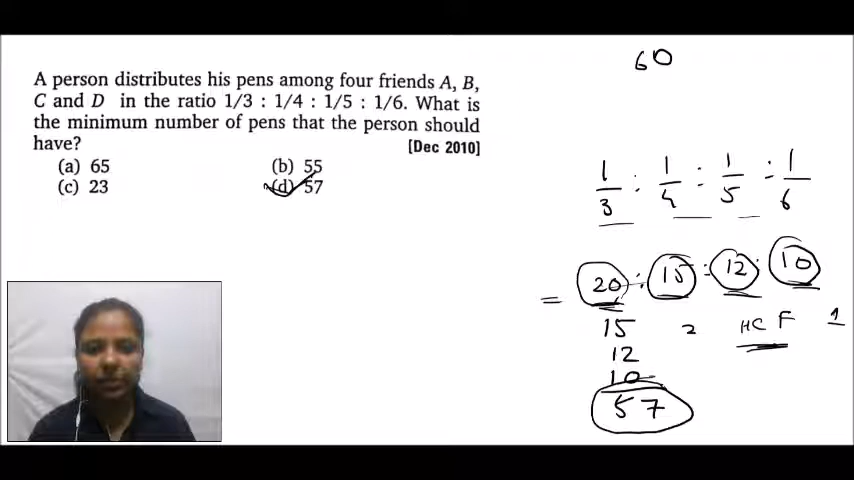 A person distributes his pens among four friends A, B,
C and D in the ratio 1/3 : 1/4 : 1/5 : 1/6. What is
the minimum number of pens that the person should
have? [Dec 2010]
(a) 65 (b) 55
(c) 23 (d) 57
60
1/3 : 1/4 : 1/5 : 1/6
= 20 : 15 : 12 : 10
15 2 HCF 1
12
10
57